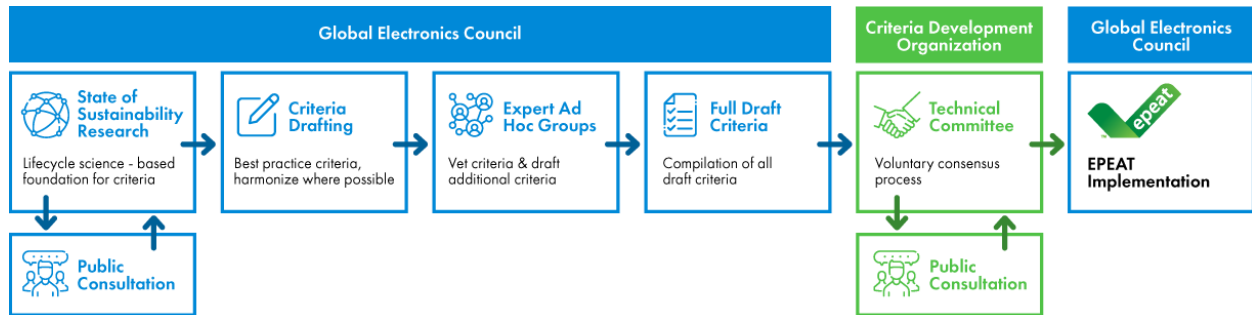 Global Electronics Council
Criteria Development
Organization
Global Electronics
Council
State of
Sustainability
Research
Lifecycle science - based
foundation for criteria
Criteria
Drafting
Best practice criteria,
harmonize where possible
Expert Ad
Hoc Groups
Vet criteria & draft
additional criteria
Full Draft
Criteria
Compilation of all
draft criteria
Technical
Committee
Voluntary consensus
process
epeat
™
EPEAT
Implementation
Public
Consultation
Public
Consultation